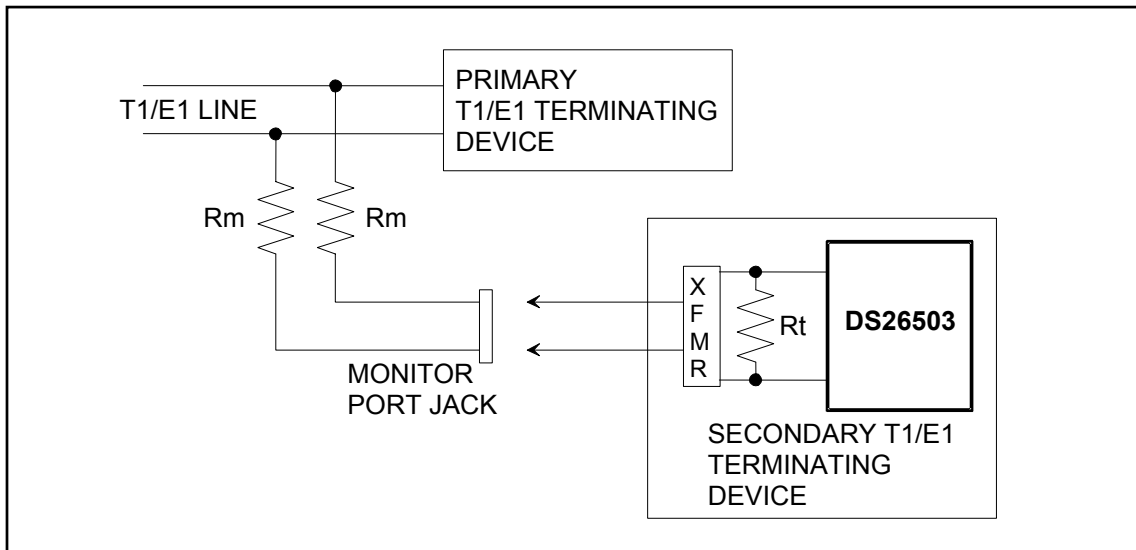 PRIMARY
T1/E1 TERMINATING
DEVICE
T1/E1 LINE
Rm
Rm
MONITOR
PORT JACK
X
F
M
R
Rt
DS26503
SECONDARY T1/E1
TERMINATING
DEVICE